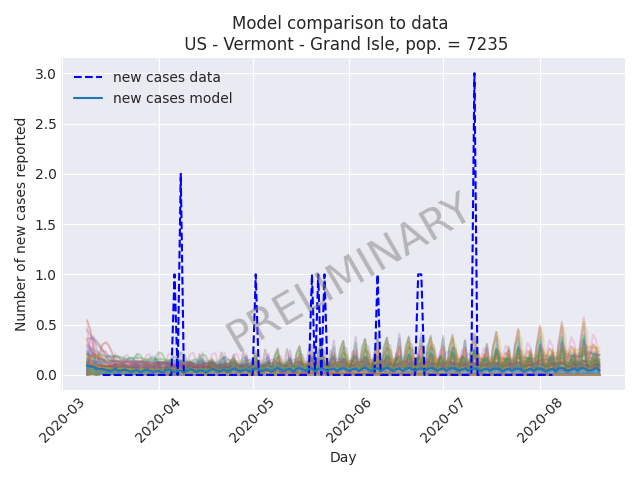 Model comparison to data
US - Vermont - Grand Isle, pop. = 7235
new cases data
new cases model
Number of new cases reported
3.0
2.5
2.0
1.5
1.0
0.5
0.0
PRELIMINARY
2020-03
2020-04
2020-05
2020-06
2020-07
2020-08
Day